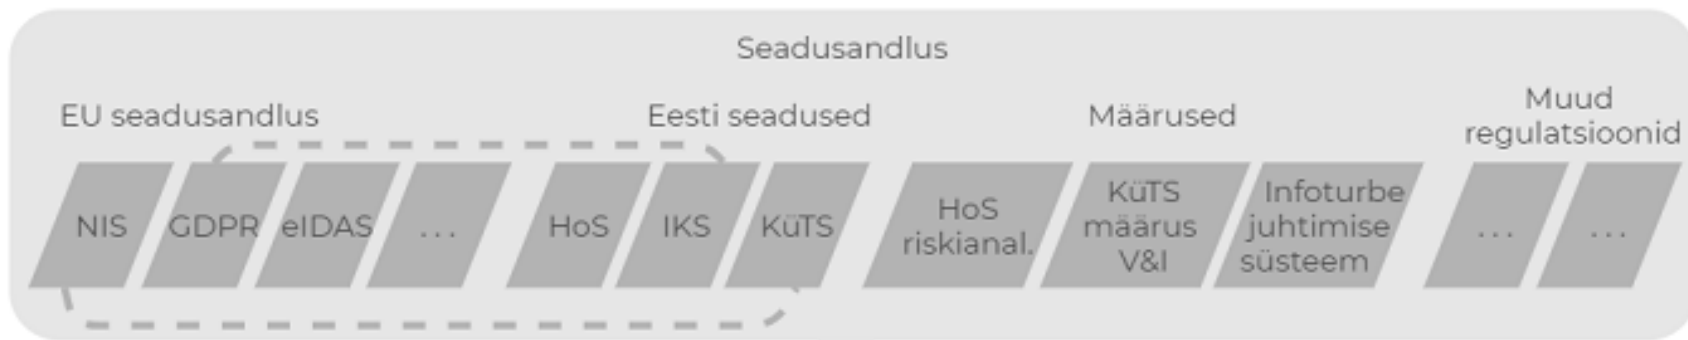 Seadusandlus
EU seadusandlus
Eesti seadused
Määrused
Muud
regulatsioonid
NIS
GDPR
eIDAS
...
HoS
IKS
KüTS
HoS
riskianal.
KüTS
määrus
V&I
Infoturbe
juhtimise
süsteem
...
...